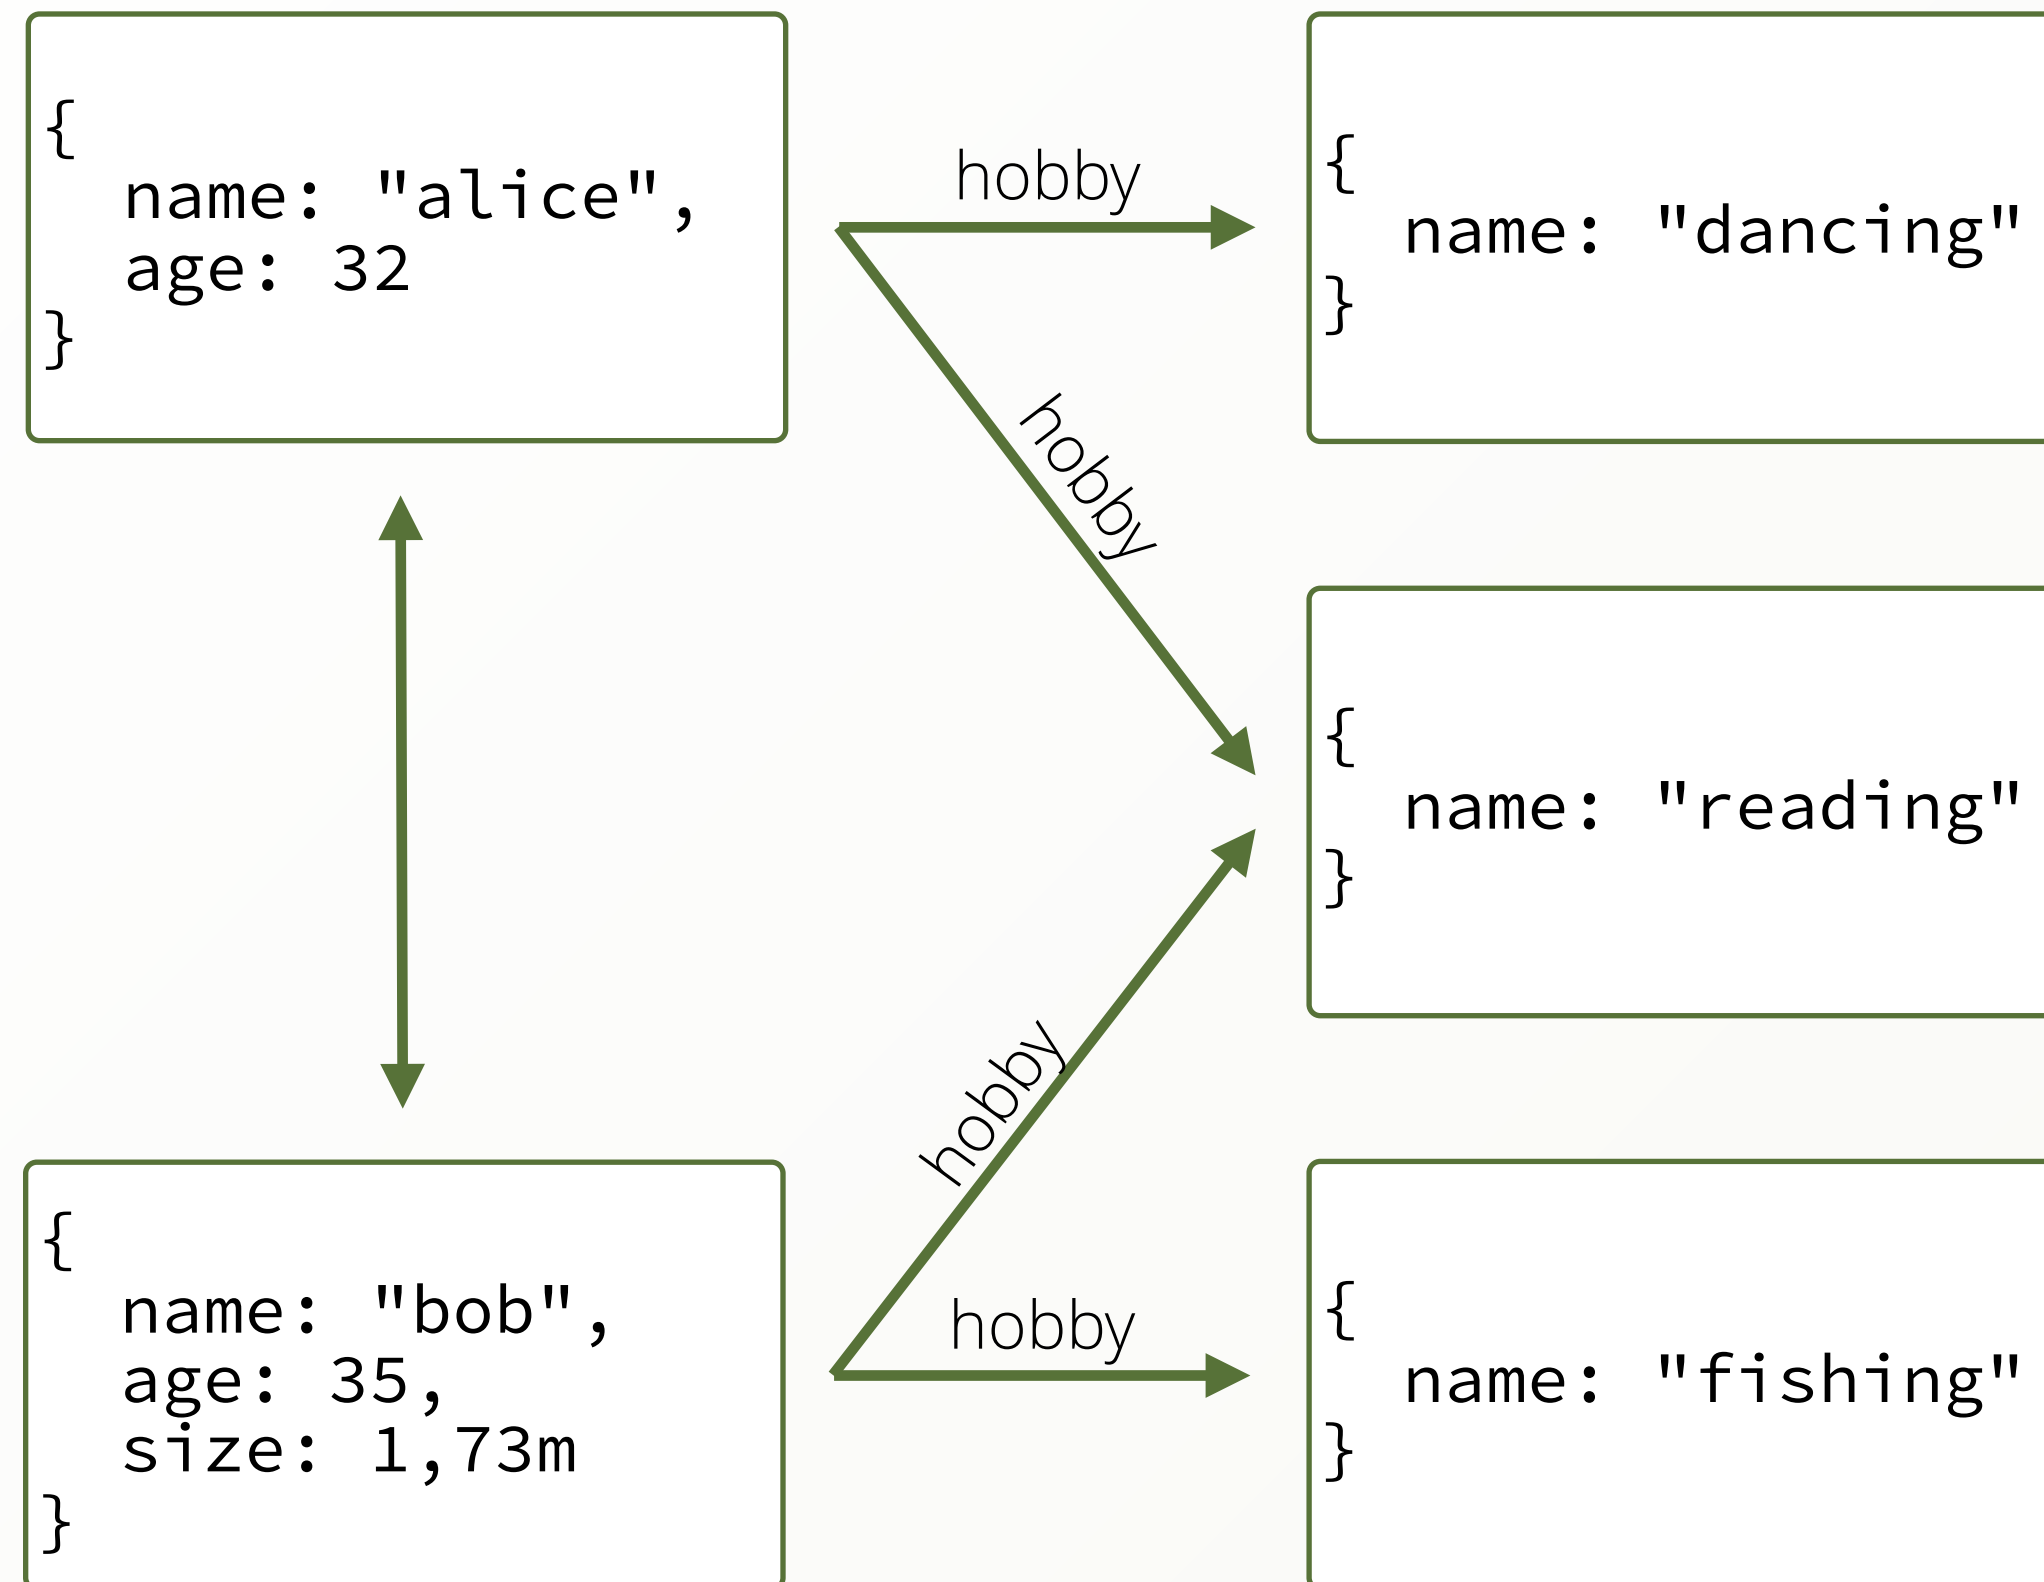 {
  name: "alice",
  age: 32
}
hobby
{
  name: "dancing"
}
hobby
{
  name: "reading"
}
hobby
{
  name: "bob",
  age: 35,
  size: 1,73m
}
hobby
{
  name: "fishing"
}